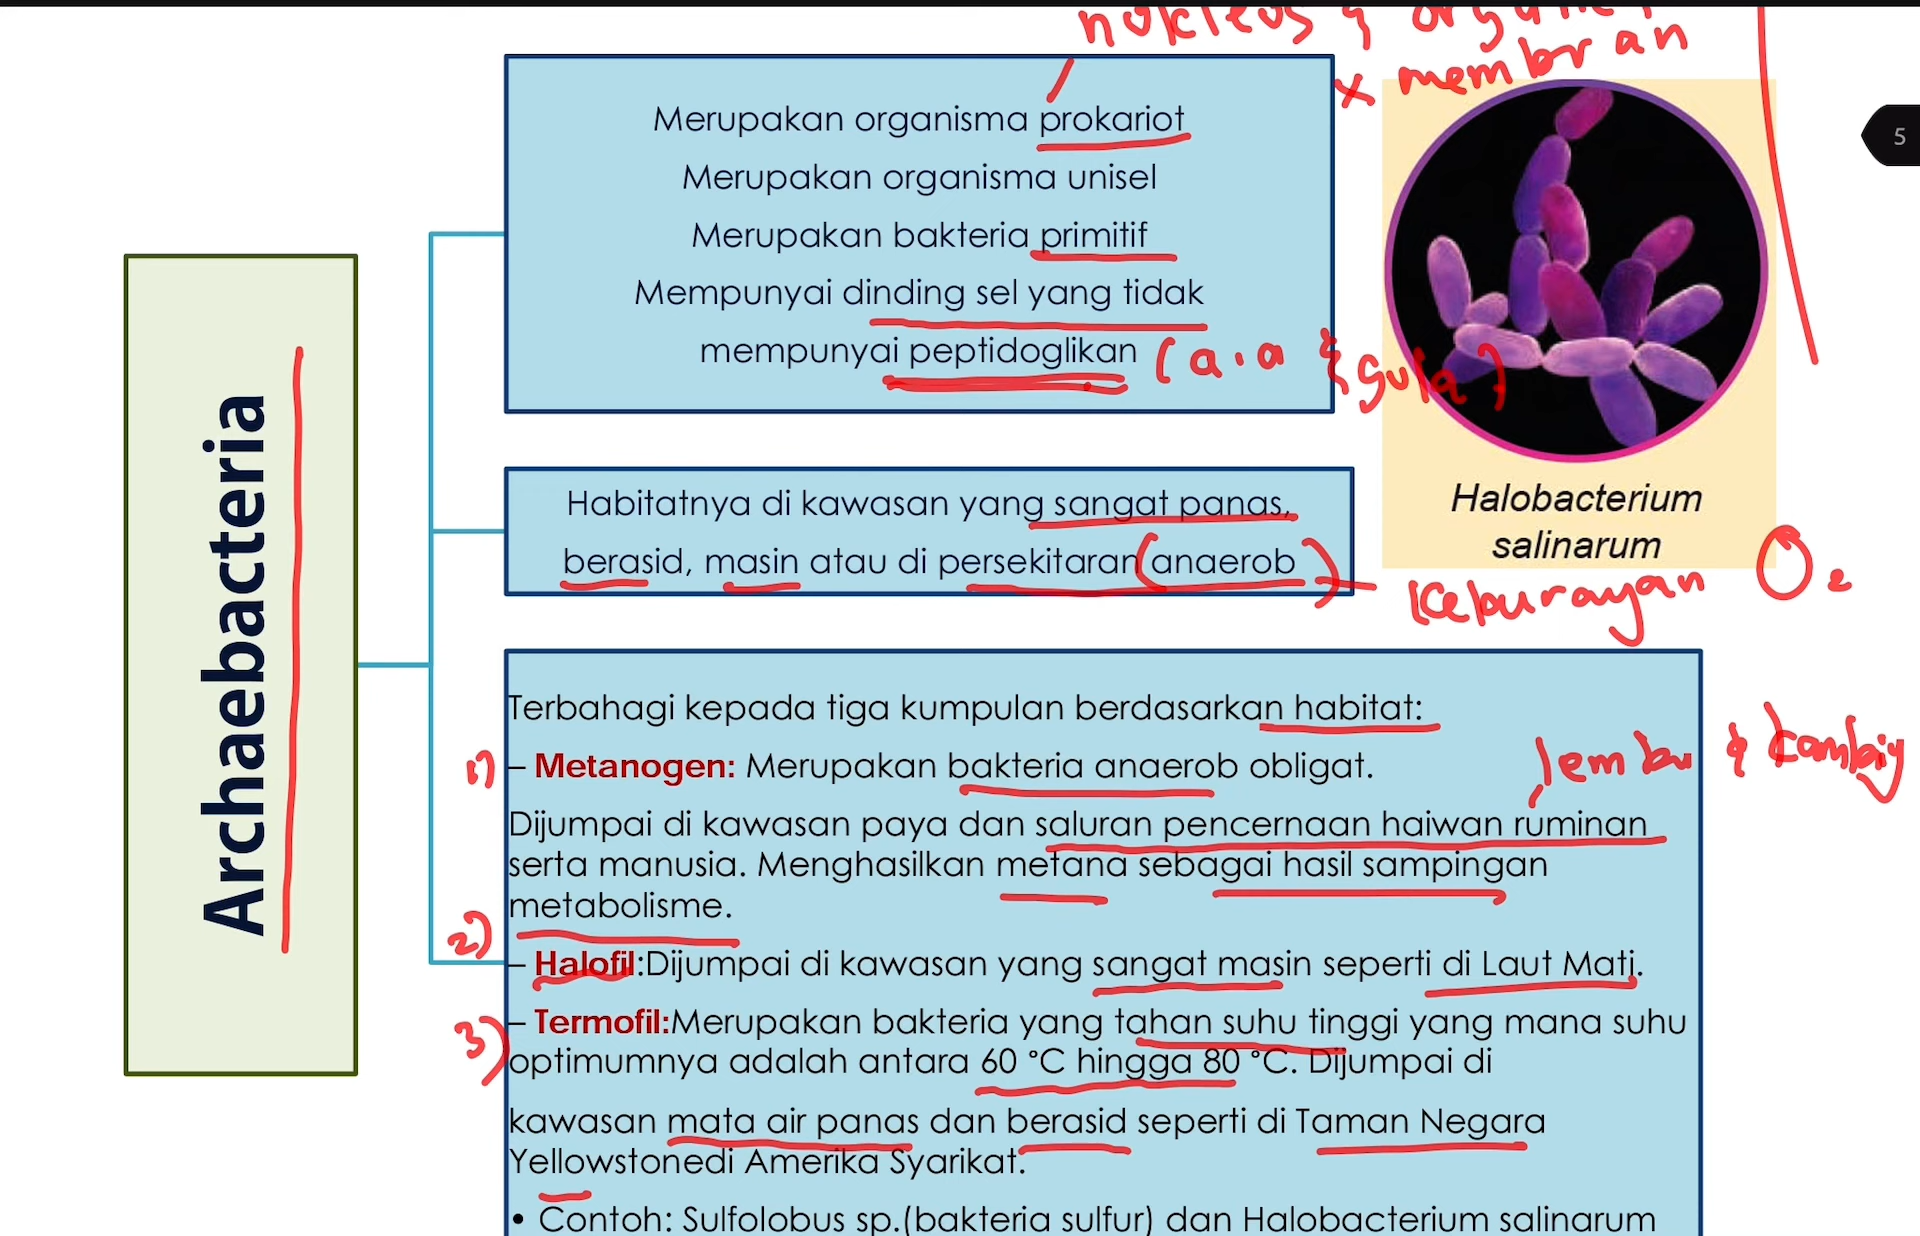 nukleus &
x membran
5
Merupakan organisma prokariot
Merupakan organisma unisel
Merupakan bakteria primitif
Mempunyai dinding sel yang tidak
mempunyai peptidoglikan (a.a & gula)
Archaebacteria
Habitatnya di kawasan yang sangat panas,
berasid, masin atau di persekitaran (anaerob)
Halobacterium
salinarum
O2
Terbahagi kepada tiga kumpulan berdasarkan habitat:
lembu & kambing
1) – Metanogen: Merupakan bakteria anaerob obligat.
Dijumpai di kawasan paya dan saluran pencernaan haiwan ruminan
serta manusia. Menghasilkan metana sebagai hasil sampingan
metabolisme.
2) – Halofil:Dijumpai di kawasan yang sangat masin seperti di Laut Mati.
3) – Termofil:Merupakan bakteria yang tahan suhu tinggi yang mana suhu
optimumnya adalah antara 60 °C hingga 80 °C. Dijumpai di
kawasan mata air panas dan berasid seperti di Taman Negara
Yellowstonedi Amerika Syarikat.
• Contoh: Sulfolobus sp.(bakteria sulfur) dan Halobacterium salinarum